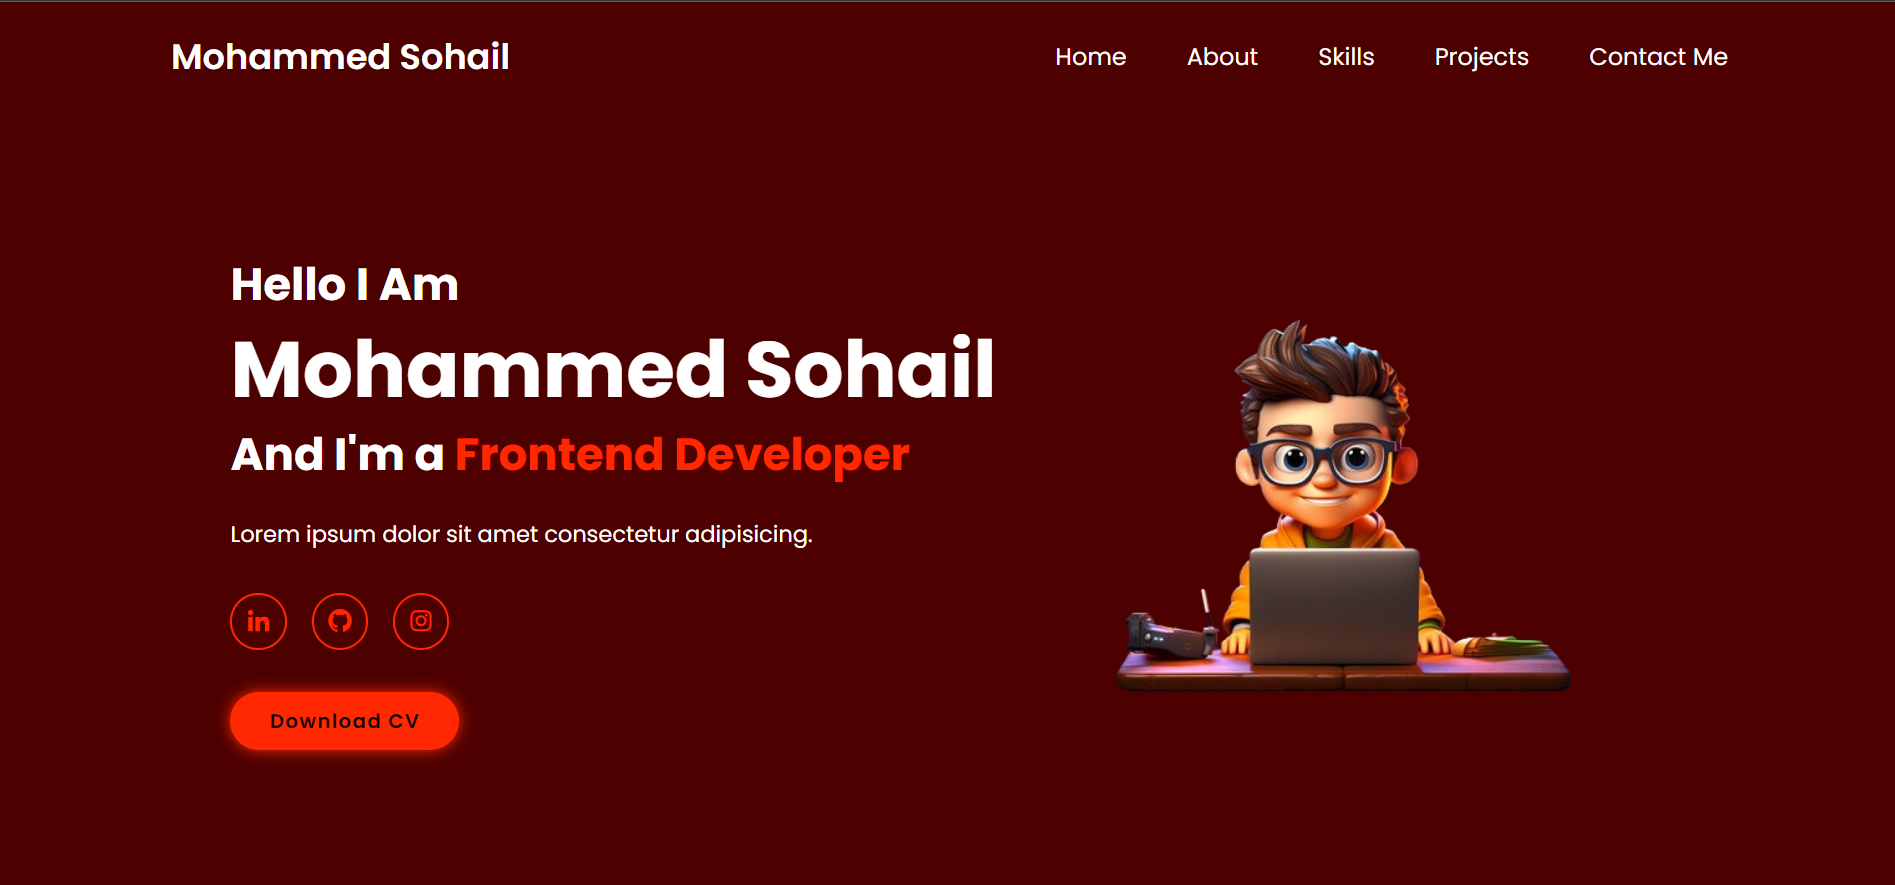 Mohammed Sohail
Home About Skills Projects Contact Me
Hello I Am
Mohammed Sohail
And I'm a Frontend Developer
Lorem ipsum dolor sit amet consectetur adipisicing.
in
Download CV